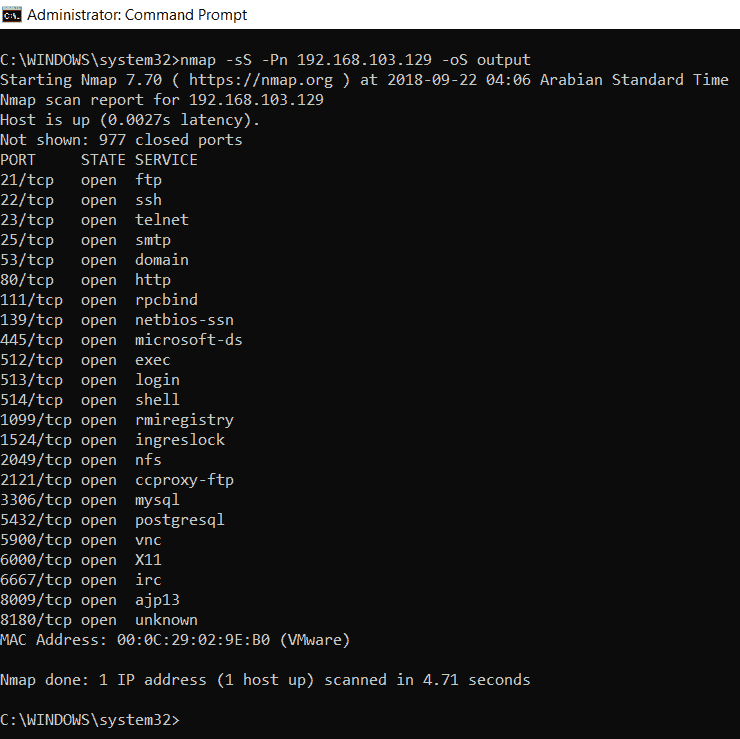 Administrator: Command Prompt
C:\WINDOWS\system32>nmap -sS -Pn 192.168.103.129 -oS output
Starting Nmap 7.70 ( https://nmap.org ) at 2018-09-22 04:06 Arabian Standard Time
Nmap scan report for 192.168.103.129
Host is up (0.0027s latency).
Not shown: 977 closed ports
PORT     STATE SERVICE
21/tcp   open  ftp
22/tcp   open  ssh
23/tcp   open  telnet
25/tcp   open  smtp
53/tcp   open  domain
80/tcp   open  http
111/tcp  open  rpcbind
139/tcp  open  netbios-ssn
445/tcp  open  microsoft-ds
512/tcp  open  exec
513/tcp  open  login
514/tcp  open  shell
1099/tcp open  rmiregistry
1524/tcp open  ingreslock
2049/tcp open  nfs
2121/tcp open  ccproxy-ftp
3306/tcp open  mysql
5432/tcp open  postgresql
5900/tcp open  vnc
6000/tcp open  X11
6667/tcp open  irc
8009/tcp open  ajp13
8180/tcp open  unknown
MAC Address: 00:0C:29:02:9E:B0 (VMware)
Nmap done: 1 IP address (1 host up) scanned in 4.71 seconds
C:\WINDOWS\system32>